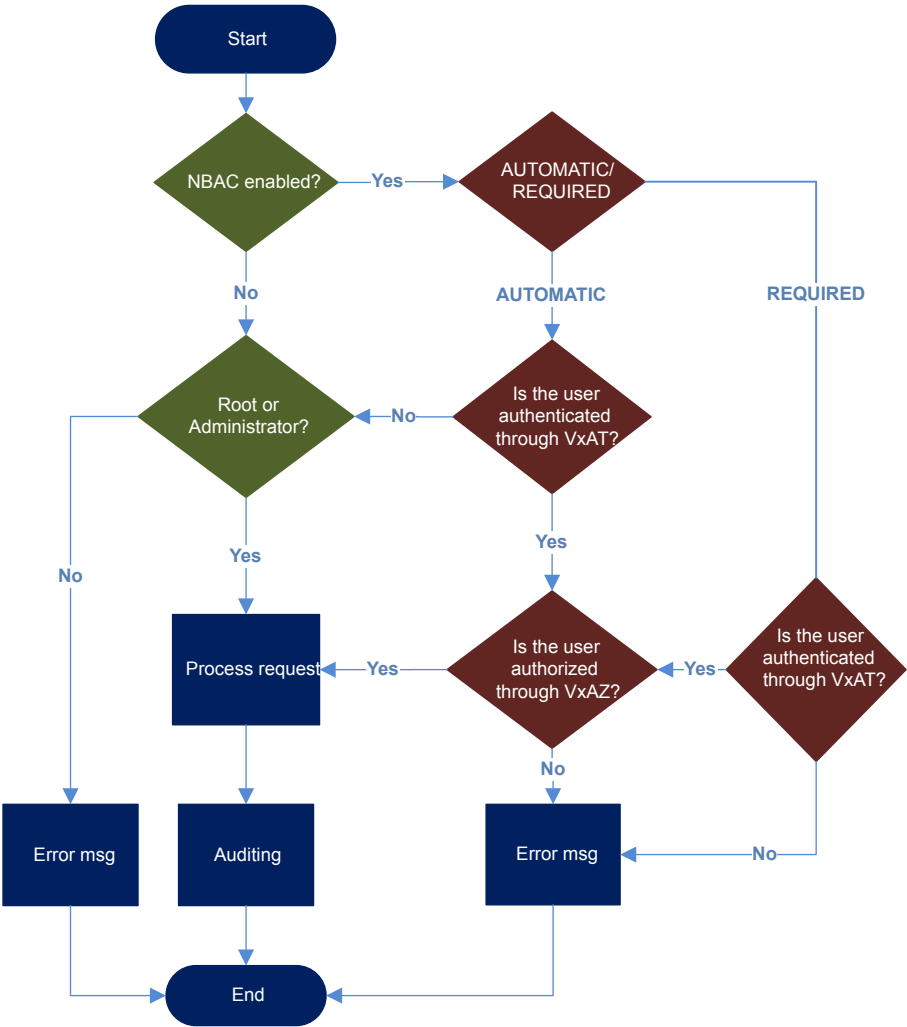 Start
NBAC enabled?
Yes
AUTOMATIC/
REQUIRED
No
AUTOMATIC
REQUIRED
Root or
Administrator?
No
Is the user
authenticated
through VxAT?
Yes
Yes
No
Process request
Yes
Is the user
authorized
through VxAZ?
Yes
Is the user
authenticated
through VxAT?
No
Error msg
Auditing
Error msg
No
End